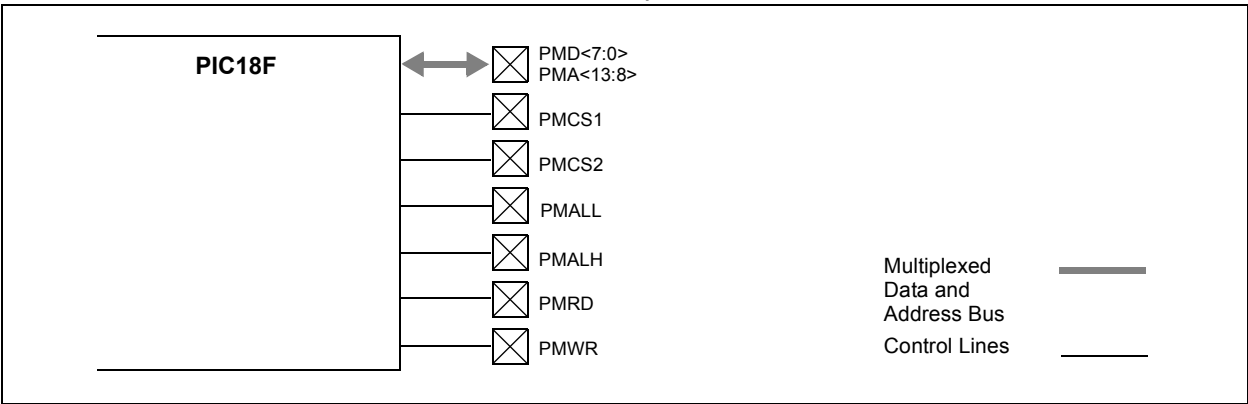 PIC18F
PMD<7:0>
PMA<13:8>
PMCS1
PMCS2
PMALL
PMALH
PMRD
PMWR
Multiplexed
Data and
Address Bus
Control Lines